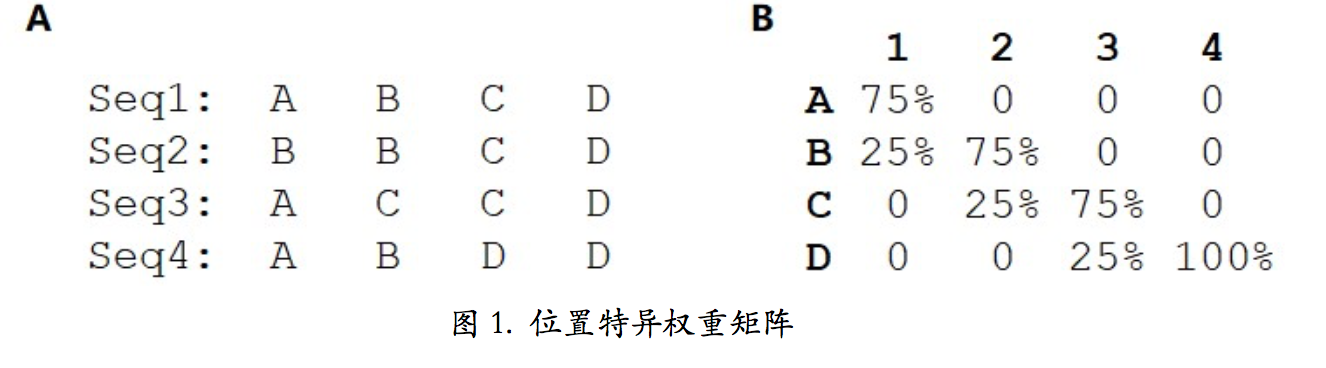 A
Seq1: A B C D
Seq2: B B C D
Seq3: A C C D
Seq4: A B D D
B
1 2 3 4
A 75% 0 0 0
B 25% 75% 0 0
C 0 25% 75% 0
D 0 0 25% 100%
图 1. 位置特异权重矩阵